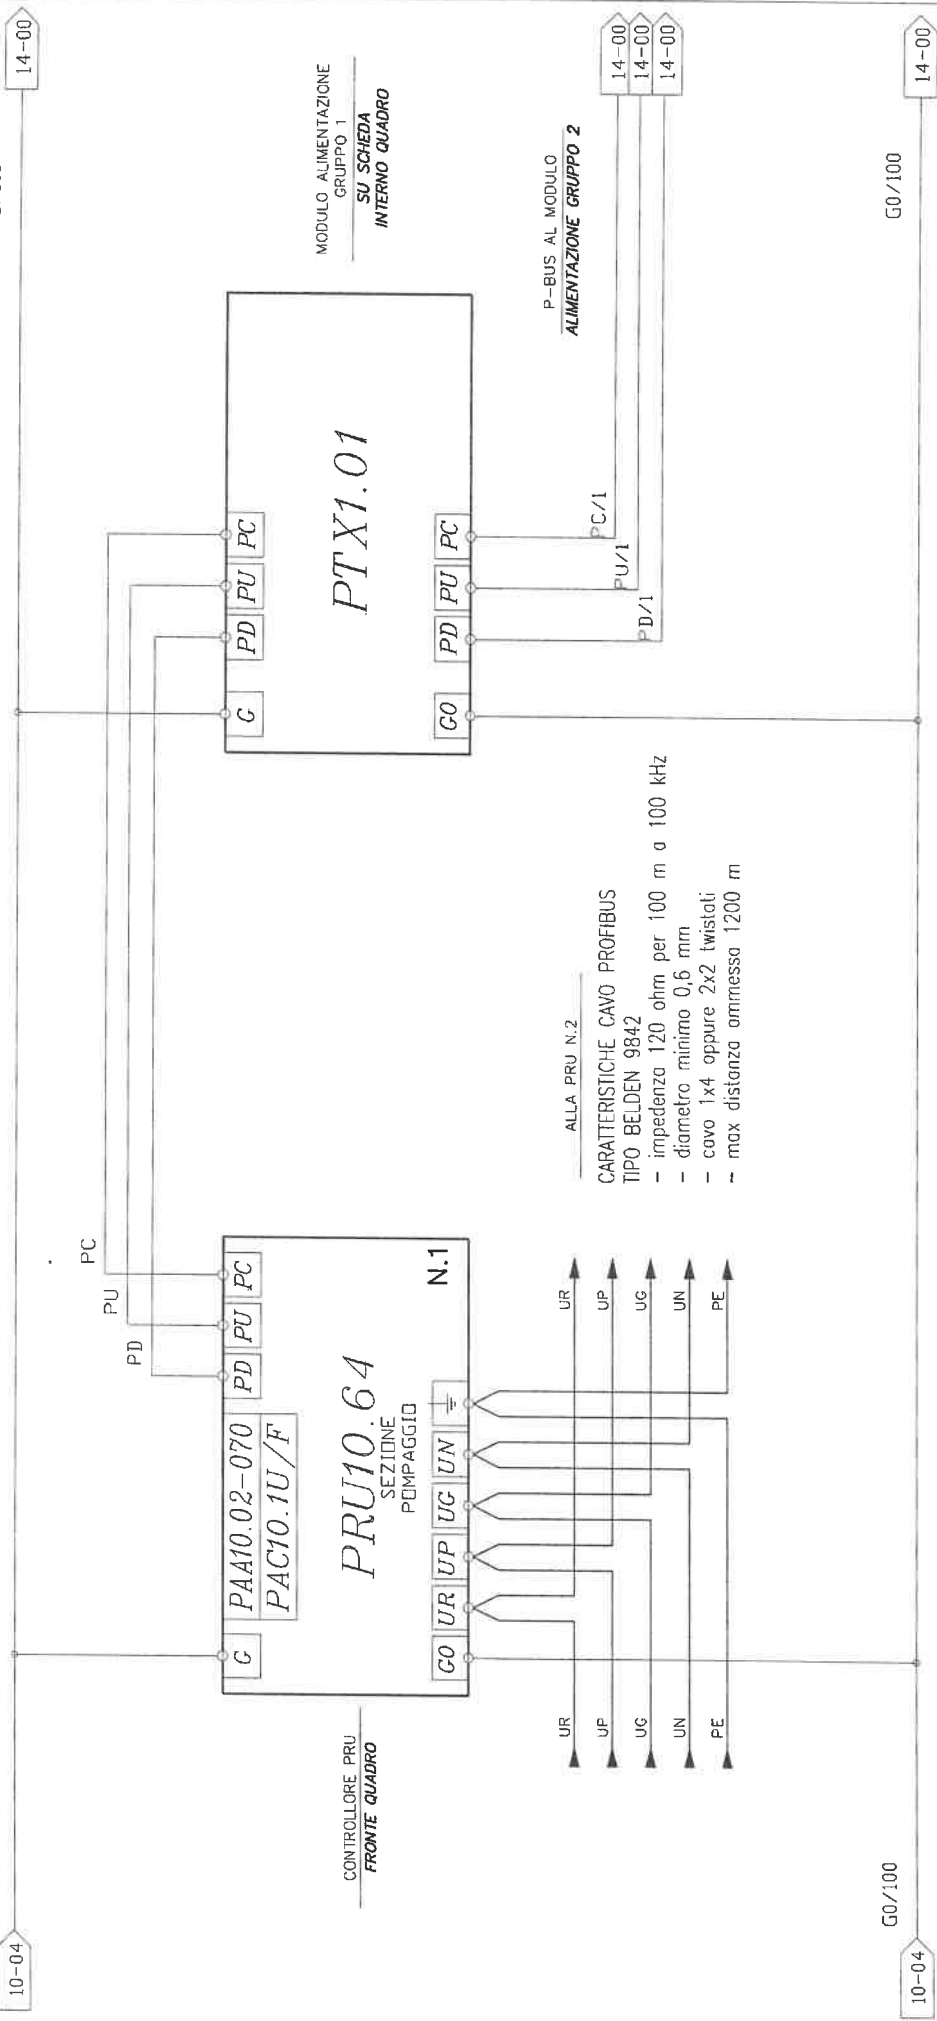 10-04
14-00
CONTROLLORE PRU
FRONTE QUADRO
G
PAA10.02-070
PAC10.1U/F
PD
PU
PC
PD
PU
PC
PRU10.64
SEZIONE
POMPAGGIO
N.1
GO
UR
UP
UG
UN
UR
UP
UG
UN
PE
UR
UP
UG
UN
PE
ALLA PRU N.2
CARATTERISTICHE CAVO PROFIBUS
TIPO BELDEN 9842
- impedenza 120 ohm per 100 m a 100 kHz
- diametro minimo 0,6 mm
- cavo 1x4 oppure 2x2 twistati
- max distanza ammessa 1200 m
G
PD
PU
PC
PTX1.01
GO
PD
PU
PC
PD/1
PU/1
PC/1
MODULO ALIMENTAZIONE
GRUPPO 1
SU SCHEDA
INTERNO QUADRO
P-BUS AL MODULO
ALIMENTAZIONE GRUPPO 2
14-00
14-00
14-00
G0/100
G0/100
10-04
14-00